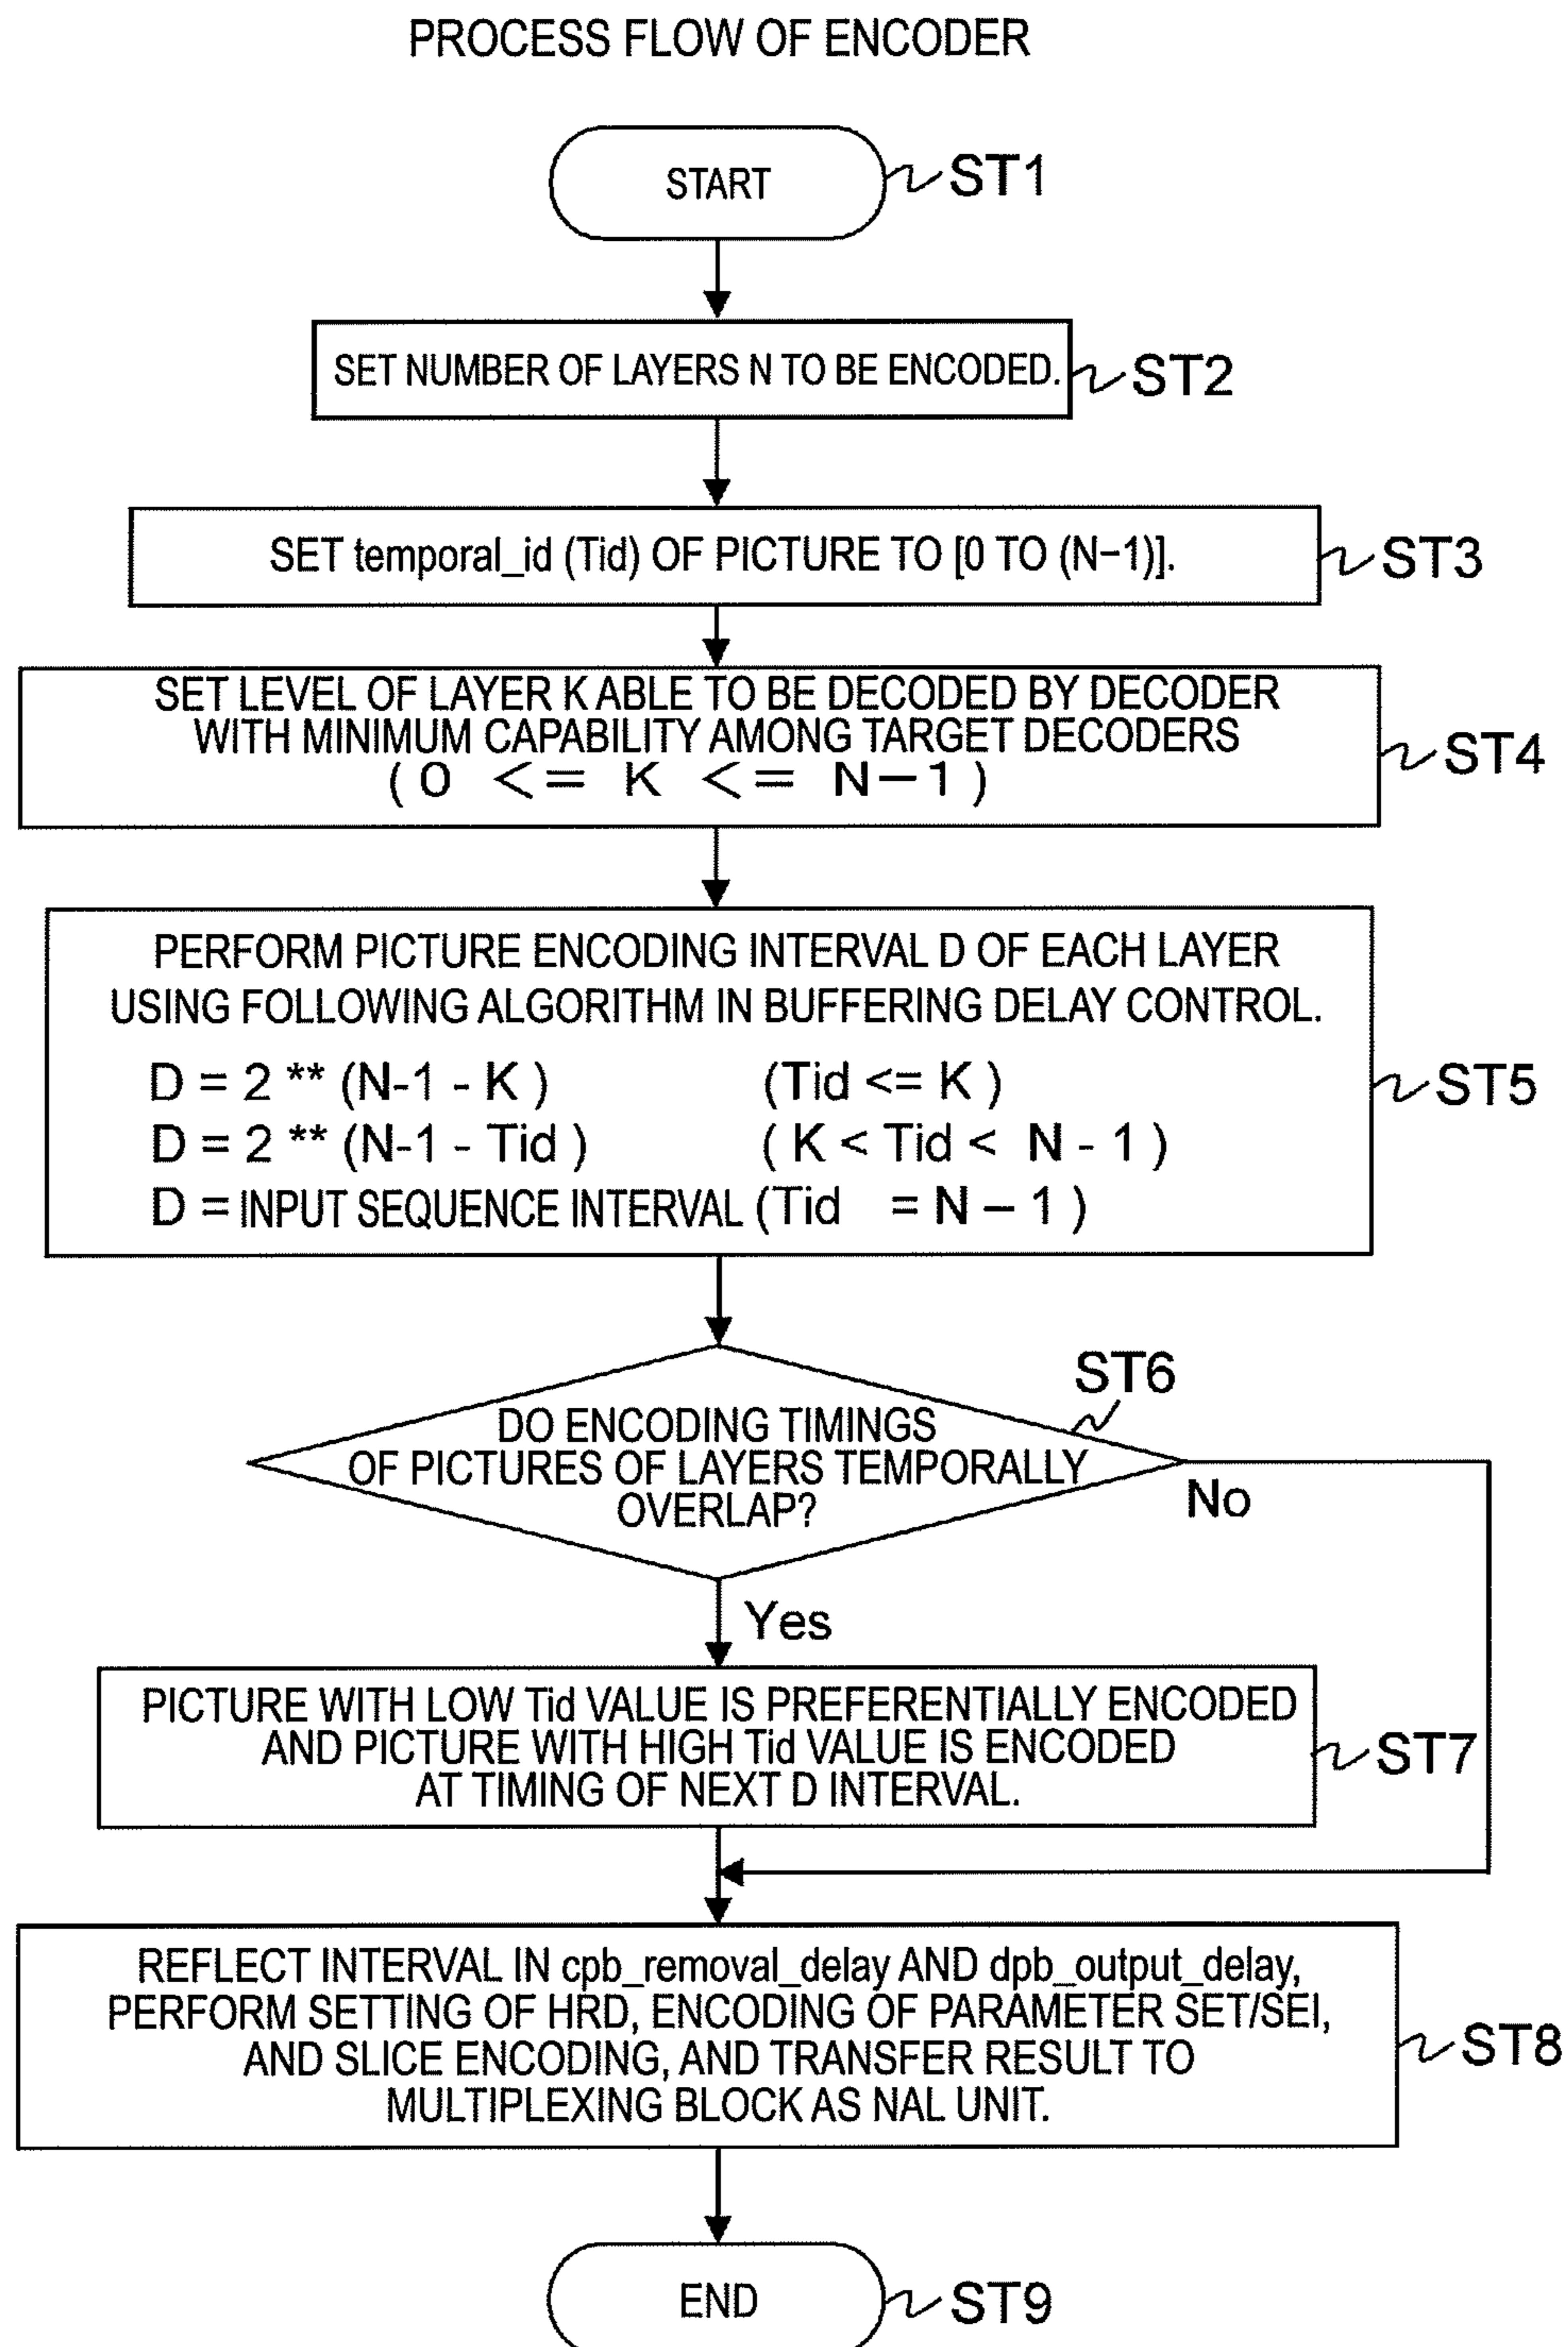 PROCESS FLOW OF ENCODER
START
ST1
SET NUMBER OF LAYERS N TO BE ENCODED.
ST2
SET temporal_id (Tid) OF PICTURE TO [0 TO (N−1)].
ST3
SET LEVEL OF LAYER K ABLE TO BE DECODED BY DECODER
WITH MINIMUM CAPABILITY AMONG TARGET DECODERS
( 0 <= K <= N−1 )
ST4
PERFORM PICTURE ENCODING INTERVAL D OF EACH LAYER
USING FOLLOWING ALGORITHM IN BUFFERING DELAY CONTROL.
D = 2 ** (N-1 - K ) (Tid <= K )
D = 2 ** (N-1 - Tid ) ( K < Tid < N - 1 )
D = INPUT SEQUENCE INTERVAL (Tid = N – 1 )
ST5
ST6
DO ENCODING TIMINGS
OF PICTURES OF LAYERS TEMPORALLY
OVERLAP?
No
Yes
PICTURE WITH LOW Tid VALUE IS PREFERENTIALLY ENCODED
AND PICTURE WITH HIGH Tid VALUE IS ENCODED
AT TIMING OF NEXT D INTERVAL.
ST7
REFLECT INTERVAL IN cpb_removal_delay AND dpb_output_delay,
PERFORM SETTING OF HRD, ENCODING OF PARAMETER SET/SEI,
AND SLICE ENCODING, AND TRANSFER RESULT TO
MULTIPLEXING BLOCK AS NAL UNIT.
ST8
END
ST9